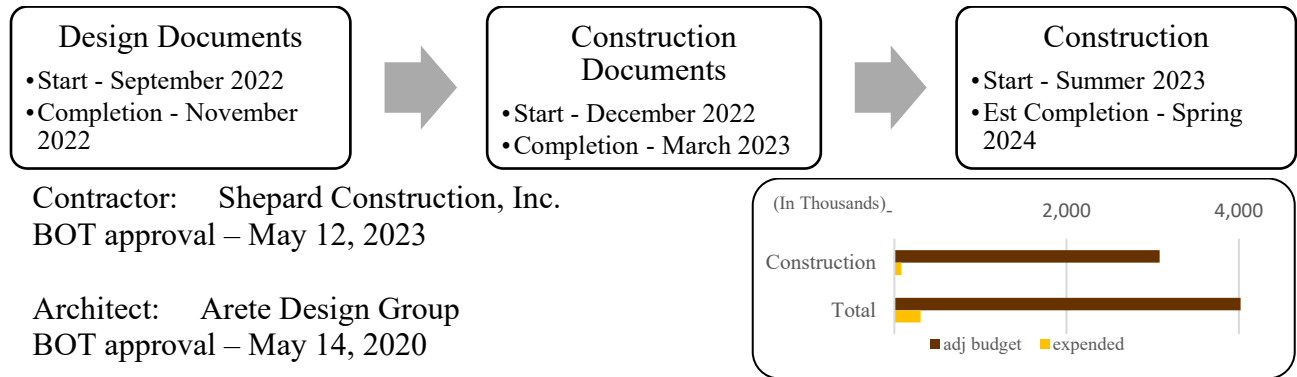 Design Documents
•Start - September 2022
•Completion - November
2022
Construction
Documents
•Start - December 2022
•Completion - March 2023
Construction
•Start - Summer 2023
•Est Completion - Spring
2024
Contractor: Shepard Construction, Inc.
BOT approval – May 12, 2023
Architect: Arete Design Group
BOT approval – May 14, 2020
(In Thousands) - 2,000 4,000
Construction
Total
adj budget expended